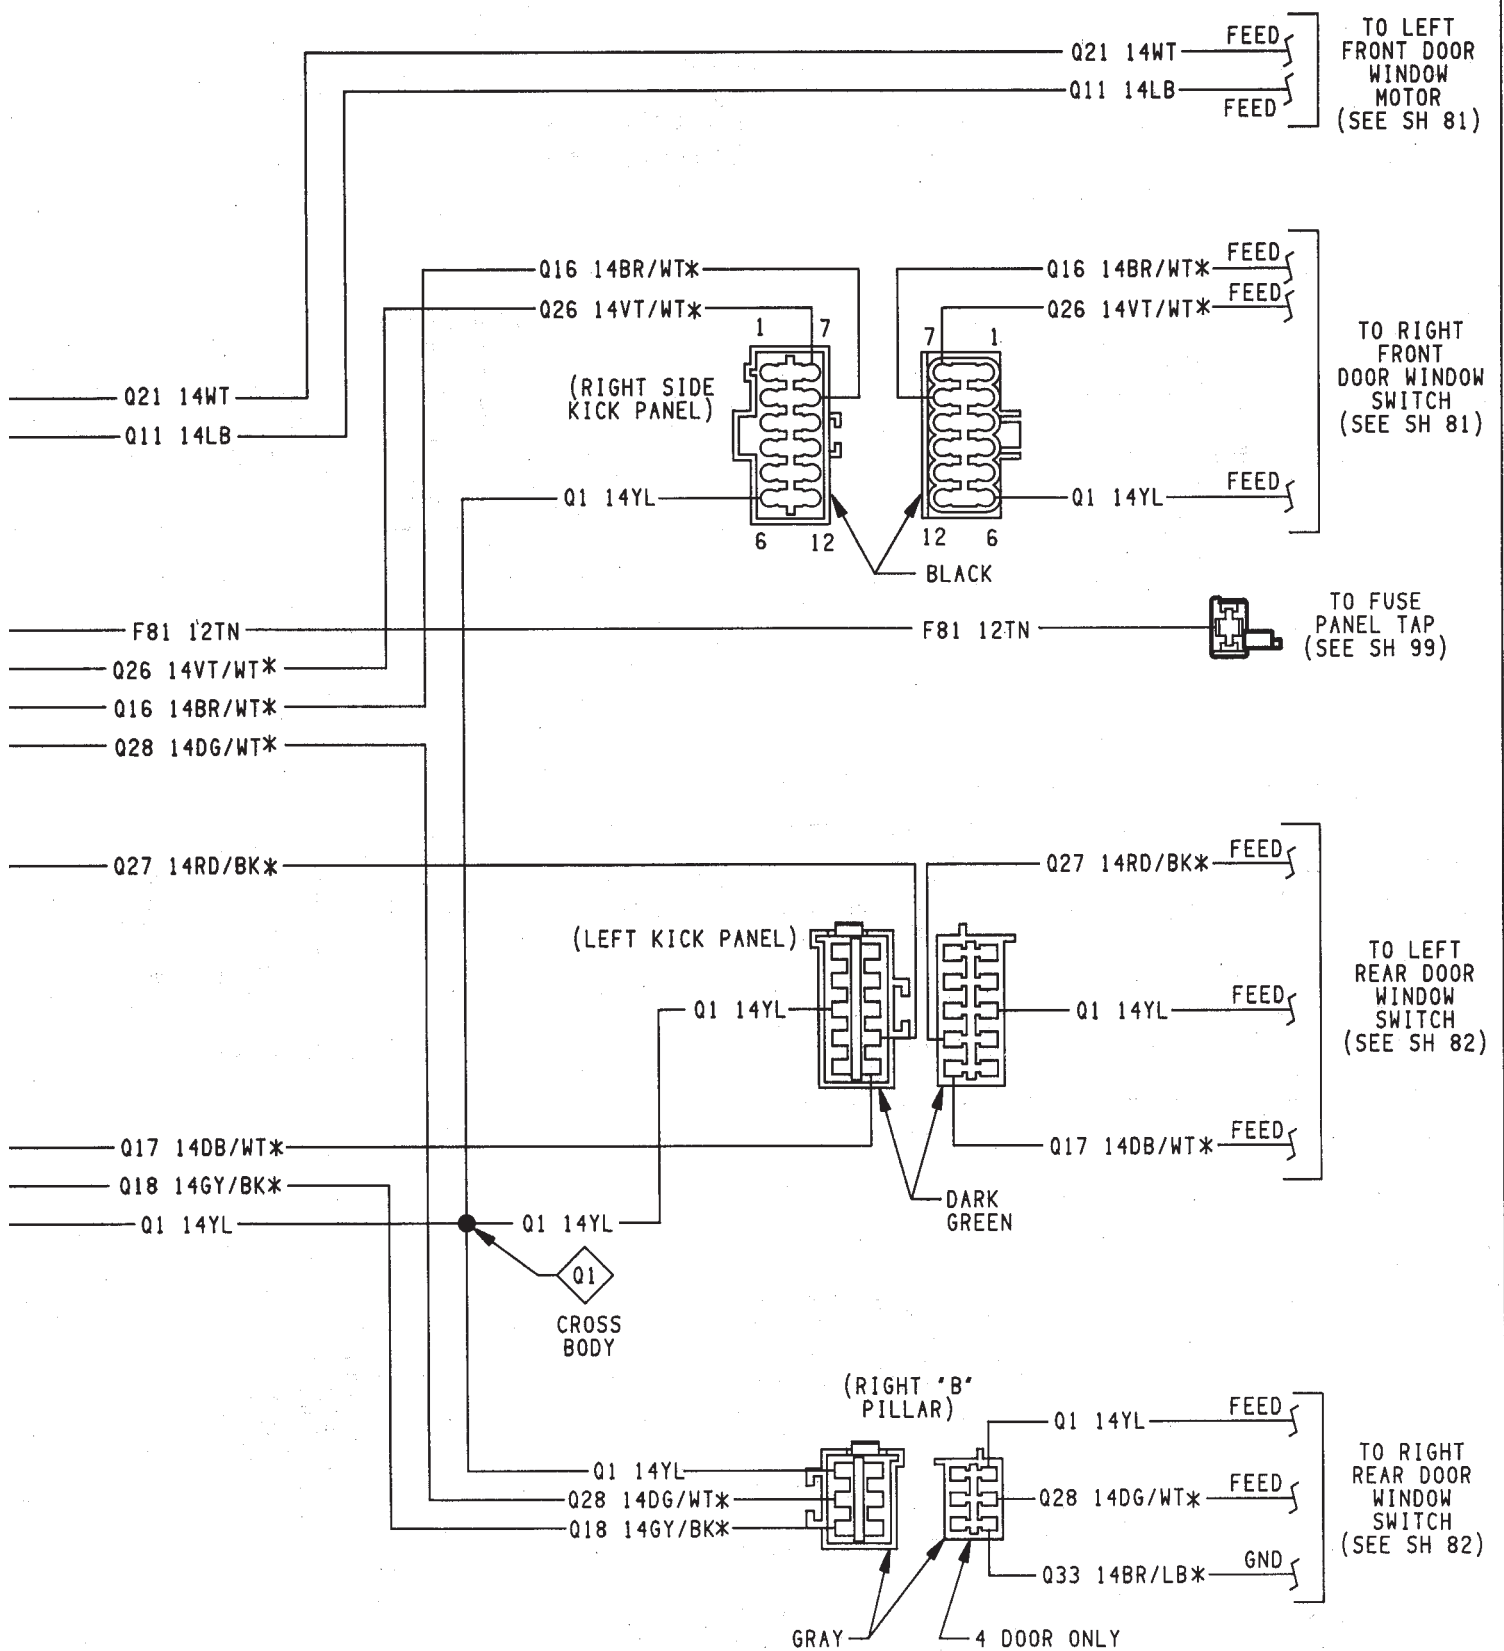 Q21 14WT
FEED
Q11 14LB
FEED
TO LEFT
FRONT DOOR
WINDOW
MOTOR
(SEE SH 81)
Q16 14BR/WT*
Q16 14BR/WT*
FEED
Q26 14VT/WT*
Q26 14VT/WT*
FEED
1 7
7 1
TO RIGHT
FRONT
DOOR WINDOW
SWITCH
(SEE SH 81)
(RIGHT SIDE
KICK PANEL)
Q21 14WT
Q11 14LB
Q1 14YL
Q1 14YL
FEED
6 12
12 6
BLACK
F81 12TN
F81 12TN
TO FUSE
PANEL TAP
(SEE SH 99)
Q26 14VT/WT*
Q16 14BR/WT*
Q28 14DG/WT*
Q27 14RD/BK*
Q27 14RD/BK*
FEED
(LEFT KICK PANEL)
Q1 14YL
Q1 14YL
FEED
TO LEFT
REAR DOOR
WINDOW
SWITCH
(SEE SH 82)
Q17 14DB/WT*
Q17 14DB/WT*
FEED
Q18 14GY/BK*
Q1 14YL
Q1 14YL
DARK
GREEN
Q1
CROSS
BODY
(RIGHT "B"
PILLAR)
Q1 14YL
FEED
Q1 14YL
Q28 14DG/WT*
Q28 14DG/WT*
FEED
Q18 14GY/BK*
Q33 14BR/LB*
GND
TO RIGHT
REAR DOOR
WINDOW
SWITCH
(SEE SH 82)
GRAY
4 DOOR ONLY